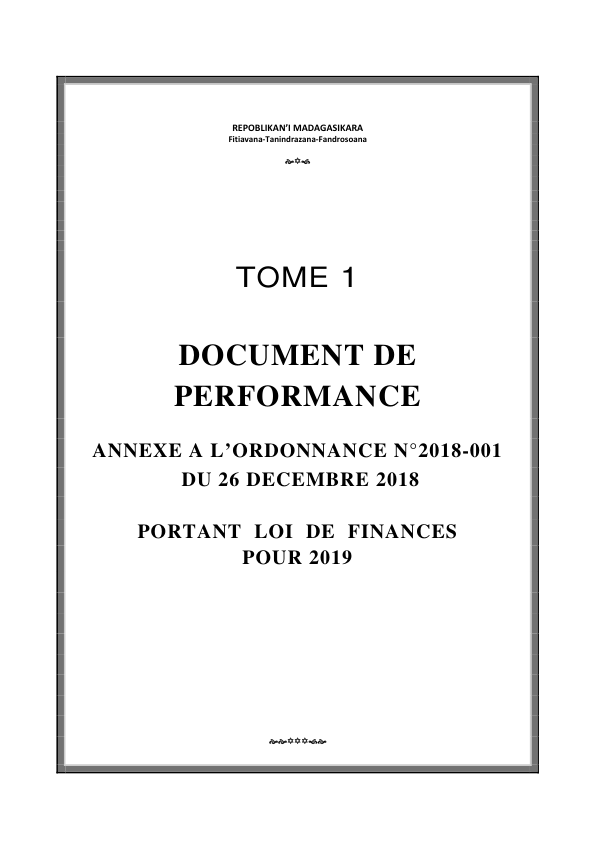 REPOBLIKAN'I MADAGASIKARA
Fitiavana-Tanindrazana-Fandrosoana
TOME 1
DOCUMENT DE
PERFORMANCE
ANNEXE A L’ORDONNANCE N°2018-001
DU 26 DECEMBRE 2018
PORTANT LOI DE FINANCES
POUR 2019